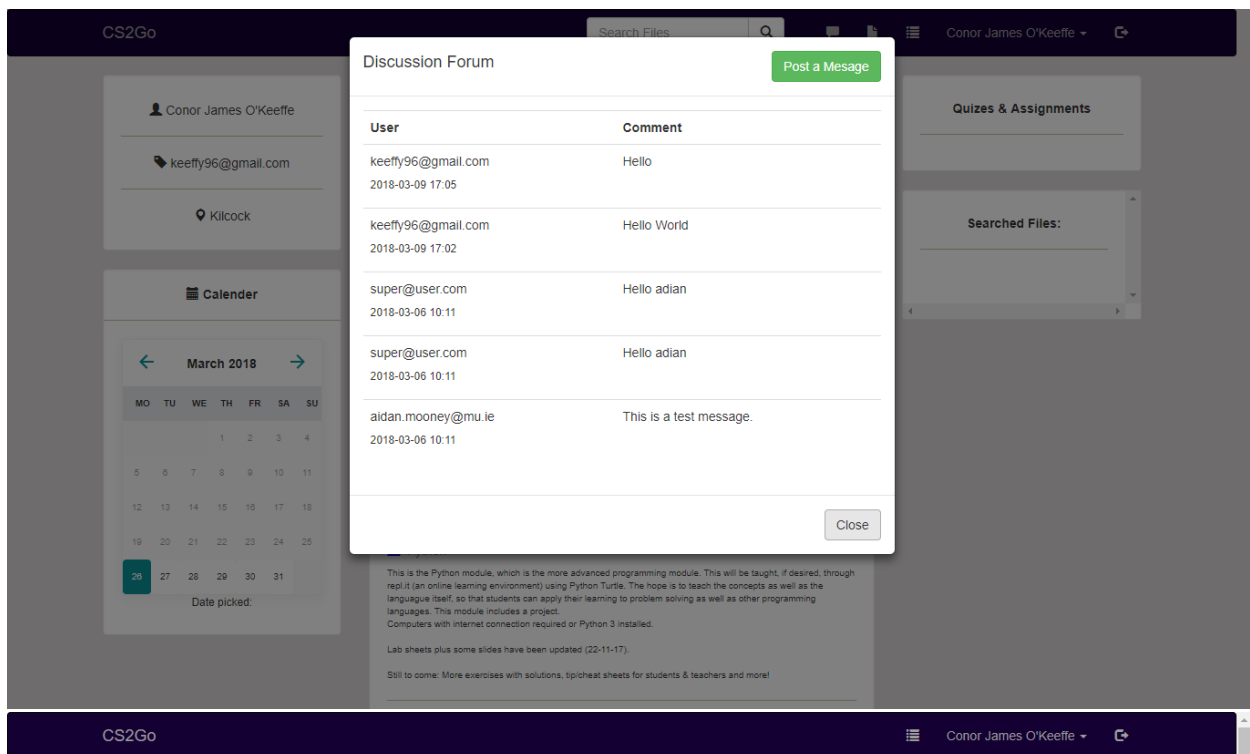 CS2Go
Search Files
Conor James O'Keeffe
Discussion Forum
Post a Mesage
User Comment
keeffy96@gmail.com Hello
2018-03-09 17:05
keeffy96@gmail.com Hello World
2018-03-09 17:02
super@user.com Hello adian
2018-03-06 10:11
super@user.com Hello adian
2018-03-06 10:11
aidan.mooney@mu.ie This is a test message.
2018-03-06 10:11
Close
Conor James O'Keeffe
keeffy96@gmail.com
Kilcock
Calender
March 2018
MO TU WE TH FR SA SU
1 2 3 4
5 6 7 8 9 10 11
12 13 14 15 16 17 18
19 20 21 22 23 24 25
26 27 28 29 30 31
Date picked:
This is the Python module, which is the more advanced programming module. This will be taught, if desired, through
repl.it (an online learning environment) using Python Turtle. The hope is to teach the concepts as well as the
languague itself, so that students can apply their learning to problem solving as well as other programming
languages. This module includes a project.
Computers with internet connection required or Python 3 installed.
Lab sheets plus some slides have been updated (22-11-17).
Still to come: More exercises with solutions, tip/cheat sheets for students & teachers and more!
Quizes & Assignments
Searched Files:
CS2Go
Conor James O'Keeffe